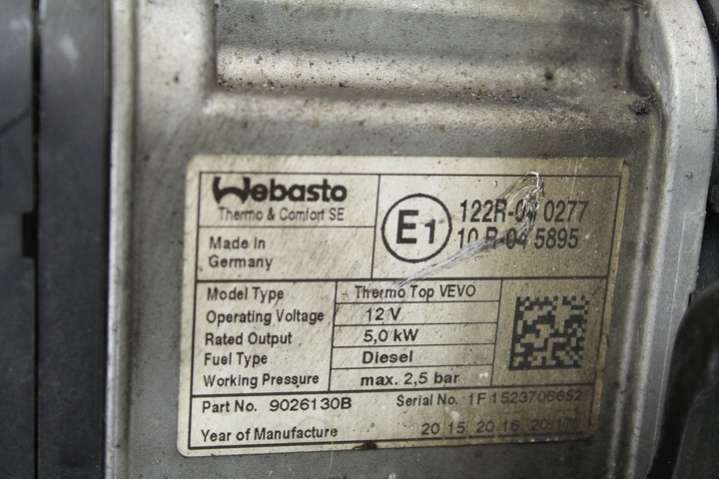 Webasto
Thermo & Comfort SE
Made In
Germany
E1
122R-00 0277
10 R-04 5895
Model Type Thermo Top VEVO
Operating Voltage 12 V
Rated Output 5,0 kW
Fuel Type Diesel
Working Pressure max. 2,5 bar
Part No. 9026130B Serial No. 1F1523706652
Year of Manufacture 2015 2016 2017